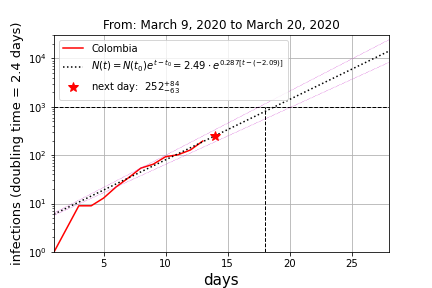 From: March 9, 2020 to March 20, 2020
infections (doubling time = 2.4 days)
Colombia
N(t) = N(t₀)e^{t−t₀} = 2.49 · e^{0.287[t−(−2.09)]}
next day: 252^{+84}_{−63}
10⁴
10³
10²
10¹
10⁰
5 10 15 20 25
days